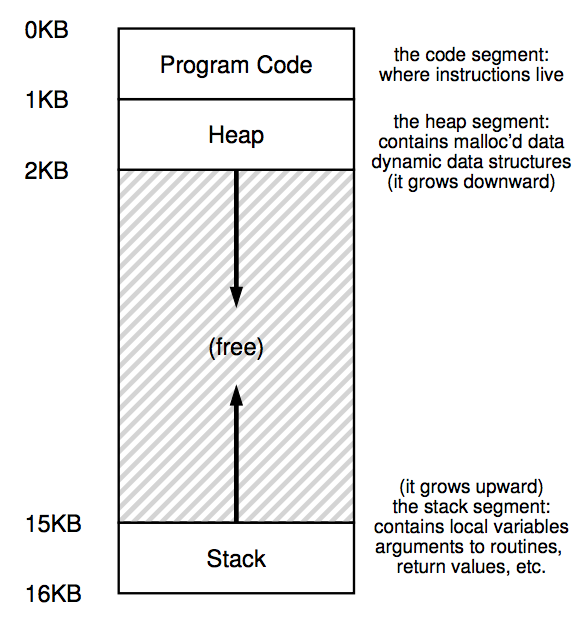 0KB
Program Code
the code segment:
where instructions live
1KB
Heap
the heap segment:
contains malloc'd data
dynamic data structures
(it grows downward)
2KB
(free)
(it grows upward)
the stack segment:
contains local variables
arguments to routines,
return values, etc.
15KB
Stack
16KB